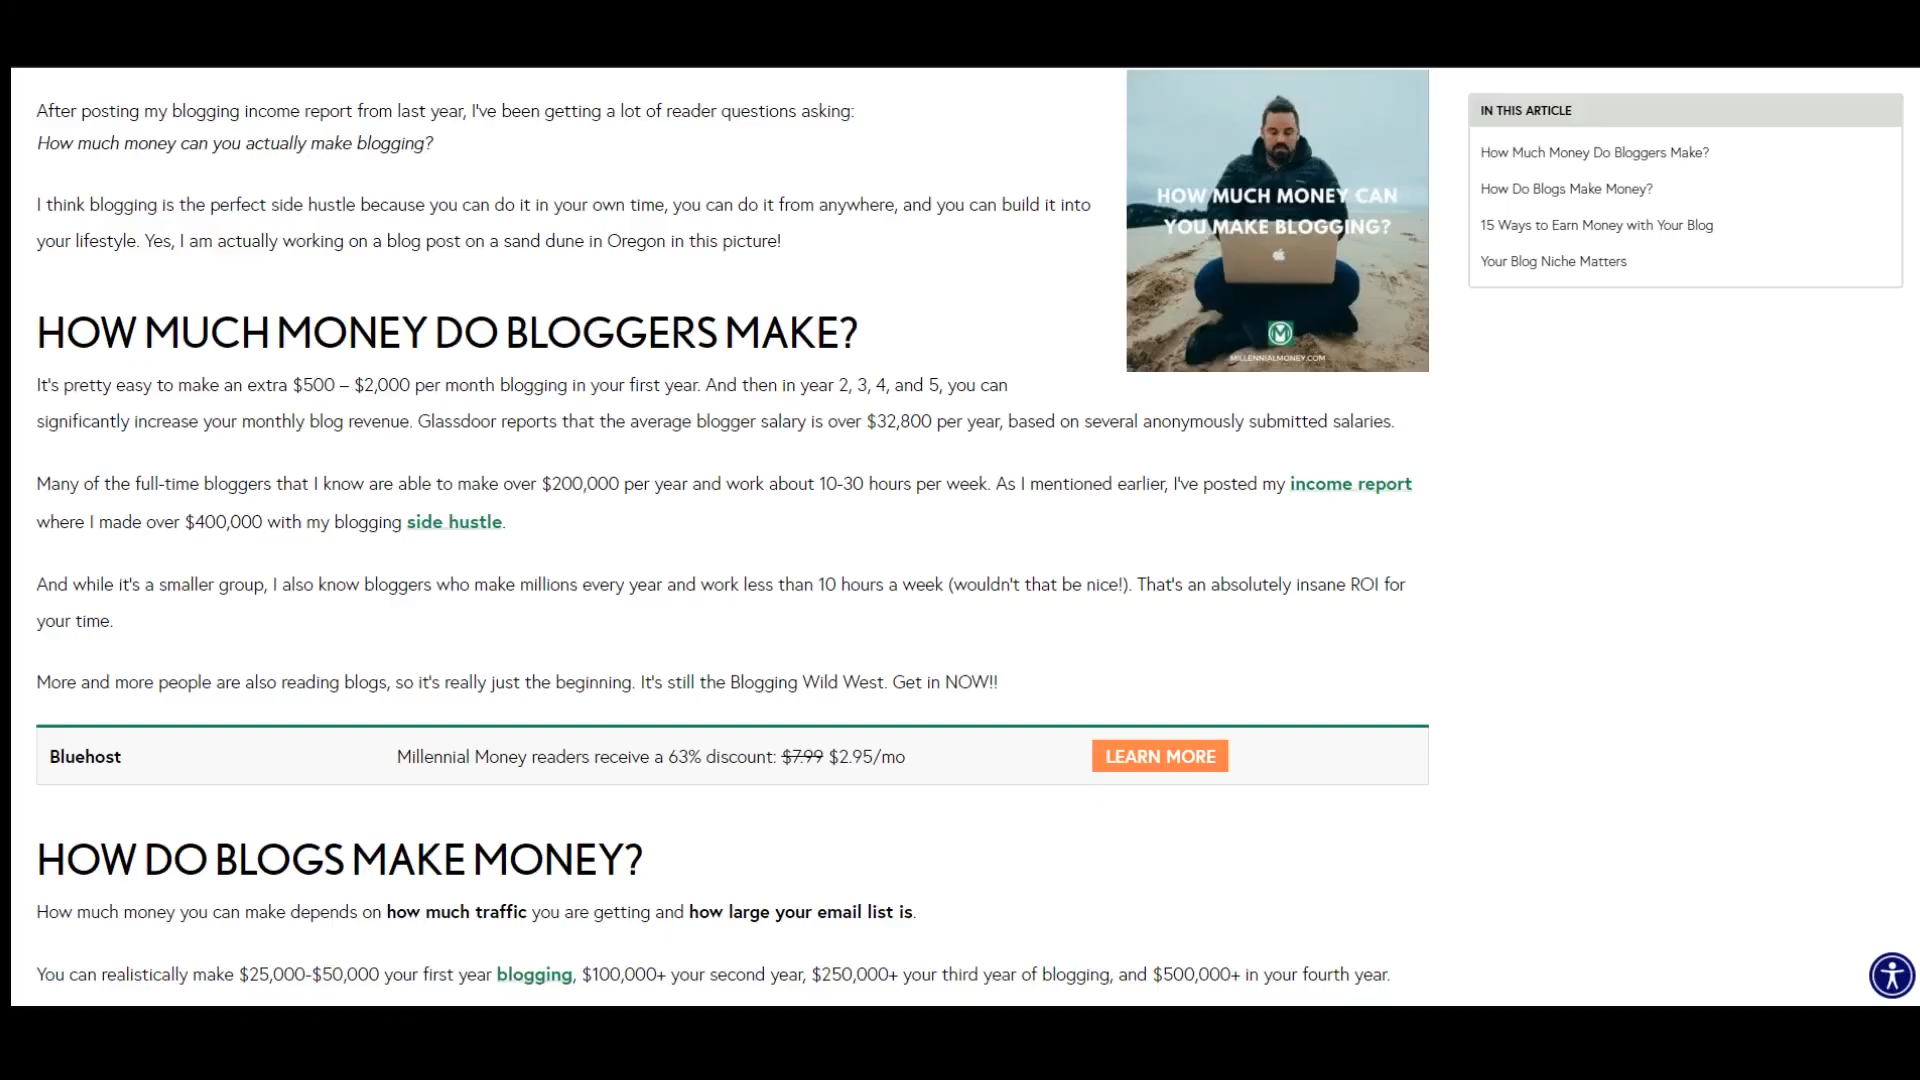 After posting my blogging income report from last year, I've been getting a lot of reader questions asking:
How much money can you actually make blogging?
I think blogging is the perfect side hustle because you can do it in your own time, you can do it from anywhere, and you can build it into
your lifestyle. Yes, I am actually working on a blog post on a sand dune in Oregon in this picture!
HOW MUCH MONEY CAN
YOU MAKE BLOGGING?
MILLENNIALMONEY.COM
HOW MUCH MONEY DO BLOGGERS MAKE?
It's pretty easy to make an extra $500 – $2,000 per month blogging in your first year. And then in year 2, 3, 4, and 5, you can
significantly increase your monthly blog revenue. Glassdoor reports that the average blogger salary is over $32,800 per year, based on several anonymously submitted salaries.
Many of the full-time bloggers that I know are able to make over $200,000 per year and work about 10-30 hours per week. As I mentioned earlier, I've posted my income report
where I made over $400,000 with my blogging side hustle.
And while it's a smaller group, I also know bloggers who make millions every year and work less than 10 hours a week (wouldn't that be nice!). That's an absolutely insane ROI for
your time.
More and more people are also reading blogs, so it's really just the beginning. It's still the Blogging Wild West. Get in NOW!!
Bluehost Millennial Money readers receive a 63% discount: $7.99 $2.95/mo LEARN MORE
HOW DO BLOGS MAKE MONEY?
How much money you can make depends on how much traffic you are getting and how large your email list is.
You can realistically make $25,000-$50,000 your first year blogging, $100,000+ your second year, $250,000+ your third year of blogging, and $500,000+ in your fourth year.
IN THIS ARTICLE
How Much Money Do Bloggers Make?
How Do Blogs Make Money?
15 Ways to Earn Money with Your Blog
Your Blog Niche Matters